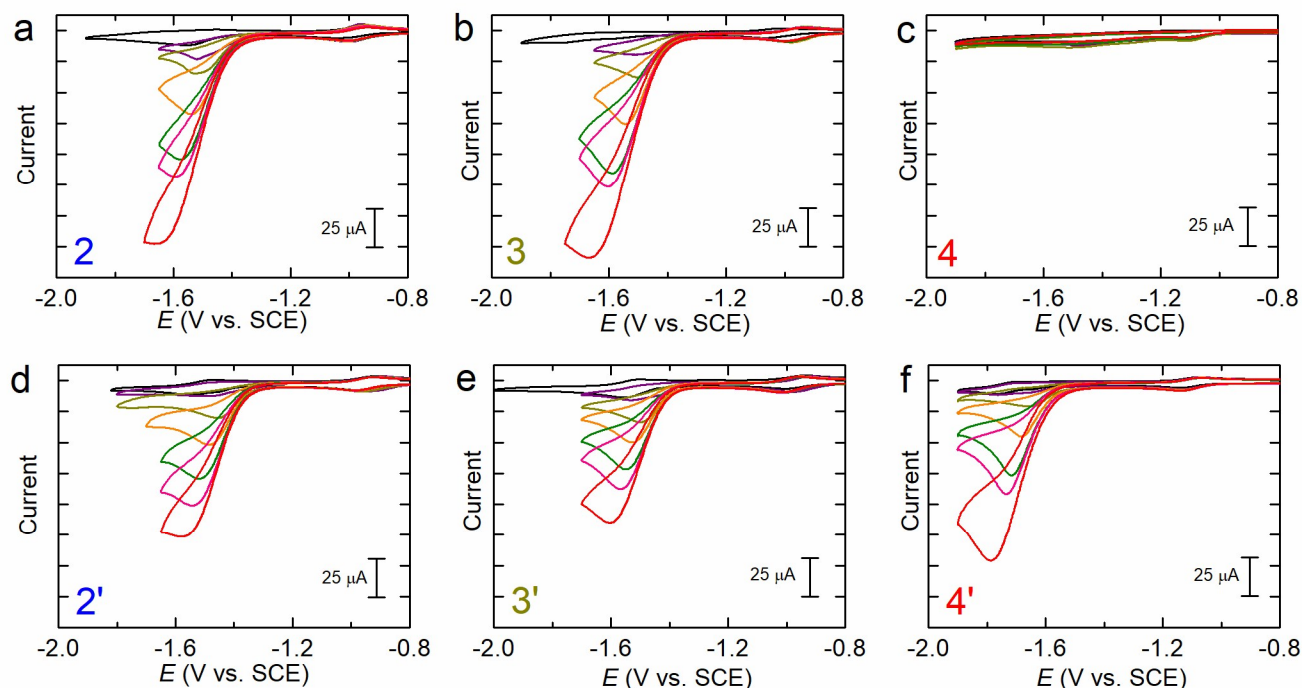 a
Current
25 μA
2
-2.0 -1.6 -1.2 -0.8
E (V vs. SCE)
b
Current
25 μA
3
-2.0 -1.6 -1.2 -0.8
E (V vs. SCE)
c
Current
25 μA
4
-2.0 -1.6 -1.2 -0.8
E (V vs. SCE)
d
Current
25 μA
2'
-2.0 -1.6 -1.2 -0.8
E (V vs. SCE)
e
Current
25 μA
3'
-2.0 -1.6 -1.2 -0.8
E (V vs. SCE)
f
Current
25 μA
4'
-2.0 -1.6 -1.2 -0.8
E (V vs. SCE)